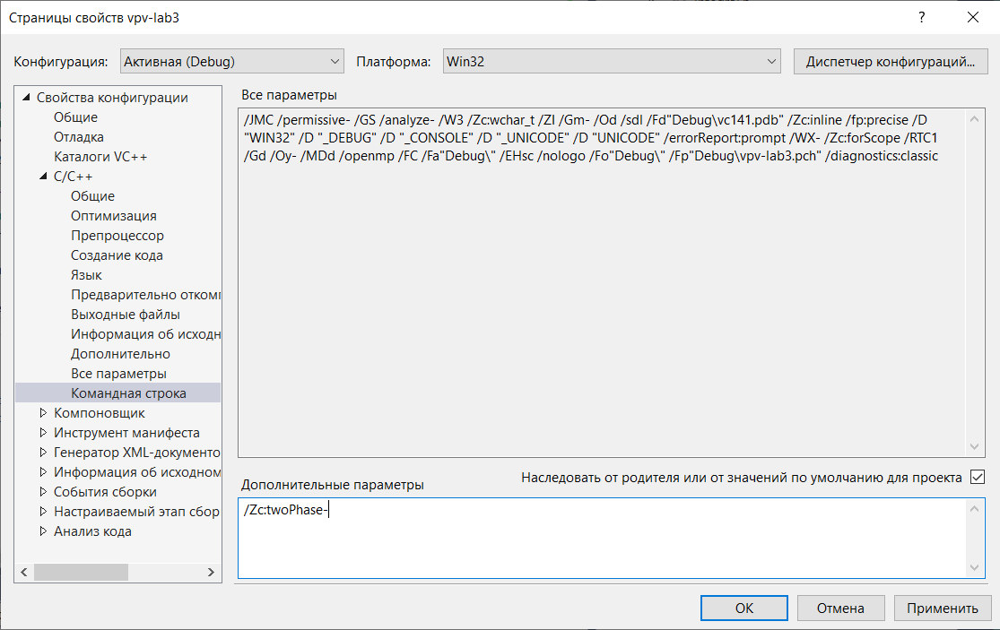 Страницы свойств vpv-lab3
?
Конфигурация: Активная (Debug) Платформа: Win32 Диспетчер конфигураций...
Свойства конфигурации
Общие
Отладка
Каталоги VC++
C/C++
Общие
Оптимизация
Препроцессор
Создание кода
Язык
Предварительно отком
Выходные файлы
Информация об исходн
Дополнительно
Все параметры
Командная строка
Компоновщик
Инструмент манифеста
Генератор XML-документо
Информация об исходном
События сборки
Настраиваемый этап сбор
Анализ кода
Все параметры
/JMC /permissive- /GS /analyze- /W3 /Zc:wchar_t /ZI /Gm- /Od /sdl /Fd"Debug\vc141.pdb" /Zc:inline /fp:precise /D
"WIN32" /D "_DEBUG" /D "_CONSOLE" /D "_UNICODE" /D "UNICODE" /errorReport:prompt /WX- /Zc:forScope /RTC1
/Gd /Oy- /MDd /openmp /FC /Fa"Debug\" /EHsc /nologo /Fo"Debug\" /Fp"Debug\vpv-lab3.pch" /diagnostics:classic
Наследовать от родителя или от значений по умолчанию для проекта
Дополнительные параметры
/Zc:twoPhase-
ОК Отмена Применить